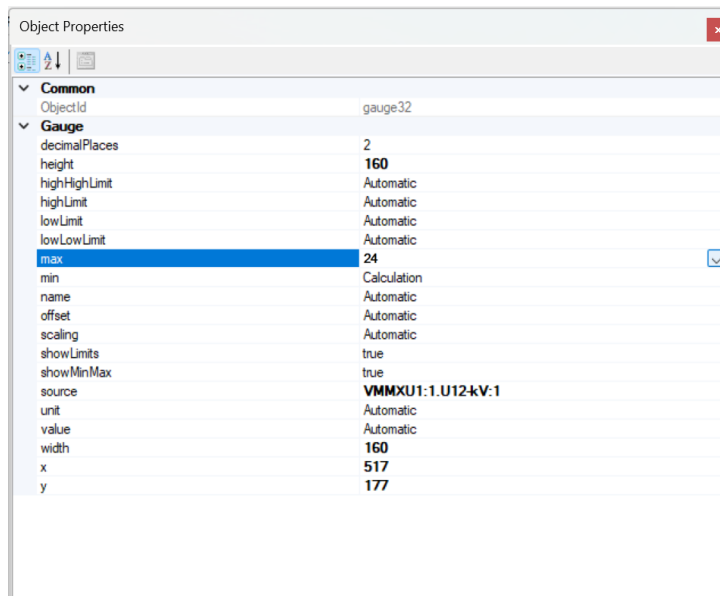 Object Properties
Common
ObjectId gauge32
Gauge
decimalPlaces 2
height 160
highHighLimit Automatic
highLimit Automatic
lowLimit Automatic
lowLowLimit Automatic
max 24
min Calculation
name Automatic
offset Automatic
scaling Automatic
showLimits true
showMinMax true
source VMMXU1:1.U12-kV:1
unit Automatic
value Automatic
width 160
x 517
y 177